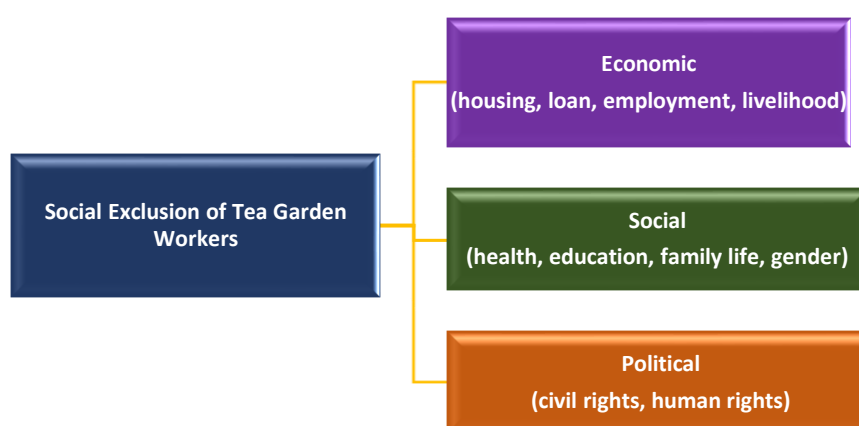 Economic
(housing, loan, employment, livelihood)
Social Exclusion of Tea Garden
Workers
Social
(health, education, family life, gender)
Political
(civil rights, human rights)